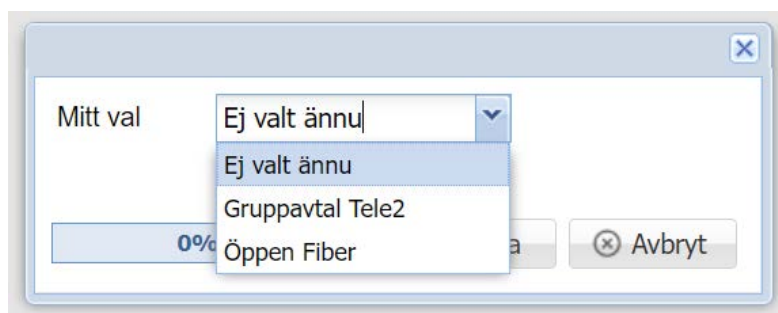 Mitt val
Ej valt ännu
Ej valt ännu
Gruppavtal Tele2
Öppen Fiber
0%
Avbryt